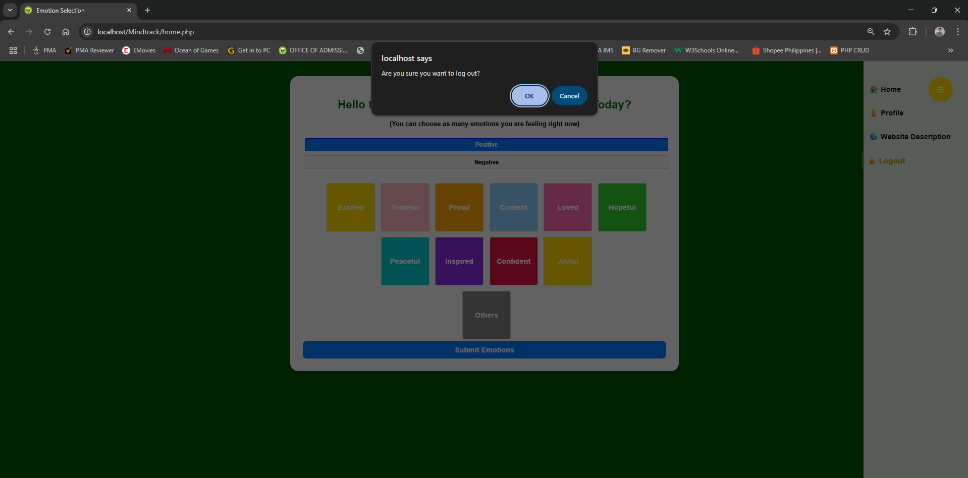 Emotion Selection
localhost/Mindtrack/home.php
PMA
PMA Reviewer
EMovies
Ocean of Games
Get in to PC
OFFICE OF ADMISSI...
A IMS
BG Remover
W3Schools Online...
Shopee Philippines |...
PHP CRUD
localhost says
Are you sure you want to log out?
OK
Cancel
Hello t
oday?
(You can choose as many emotions you are feeling right now)
Positive
Negative
Excited
Grateful
Proud
Content
Loved
Hopeful
Peaceful
Inspired
Confident
Joyful
Others
Submit Emotions
Home
Profile
Website Description
Logout